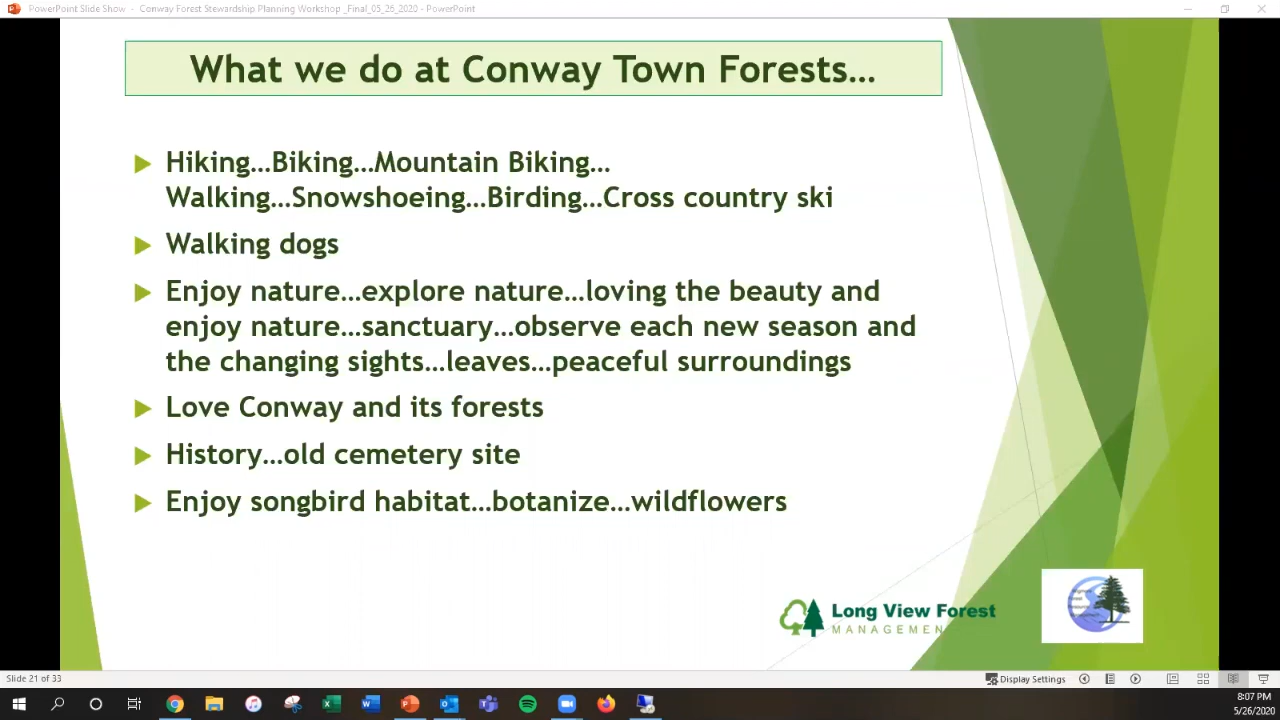 PowerPoint Slide Show - Conway Forest Stewardship Planning Workshop _Final_03_26_2020 - PowerPoint
What we do at Conway Town Forests…
Hiking…Biking…Mountain Biking…
Walking…Snowshoeing…Birding…Cross country ski
Walking dogs
Enjoy nature…explore nature…loving the beauty and
enjoy nature…sanctuary…observe each new season and
the changing sights…leaves…peaceful surroundings
Love Conway and its forests
History…old cemetery site
Enjoy songbird habitat…botanize…wildflowers
Long View Forest
MANAGEMEN
Slide 21 of 33
Display Settings
8:07 PM
5/26/2020